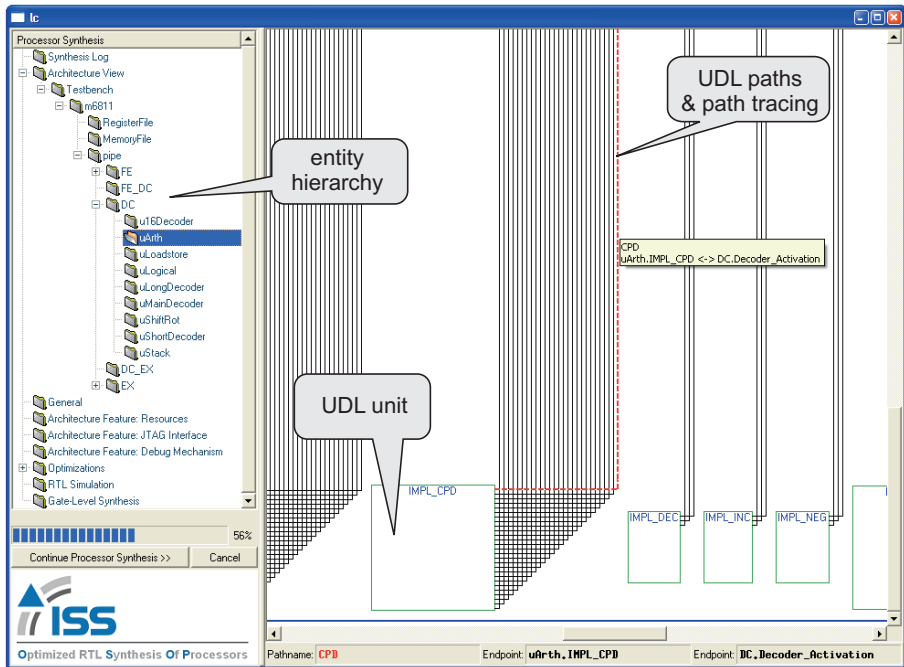 lc
Processor Synthesis
Synthesis Log
Architecture View
Testbench
m6811
RegisterFile
MemoryFile
pipe
FE
FE_DC
DC
u16Decoder
uArth
uLoadstore
uLogical
uLongDecoder
uMainDecoder
uShiftRot
uShortDecoder
uStack
DC_EX
EX
General
Architecture Feature: Resources
Architecture Feature: JTAG Interface
Architecture Feature: Debug Mechanism
Optimizations
RTL Simulation
Gate-Level Synthesis
56%
Continue Processor Synthesis >>
Cancel
ISS
Optimized RTL Synthesis Of Processors
entity
hierarchy
UDL paths
& path tracing
CPD
uArth.IMPL_CPD <-> DC.Decoder_Activation
UDL unit
IMPL_CPD
IMPL_DEC
IMPL_INC
IMPL_NEG
Pathname: CPD
Endpoint: uArth.IMPL_CPD
Endpoint: DC.Decoder_Activation